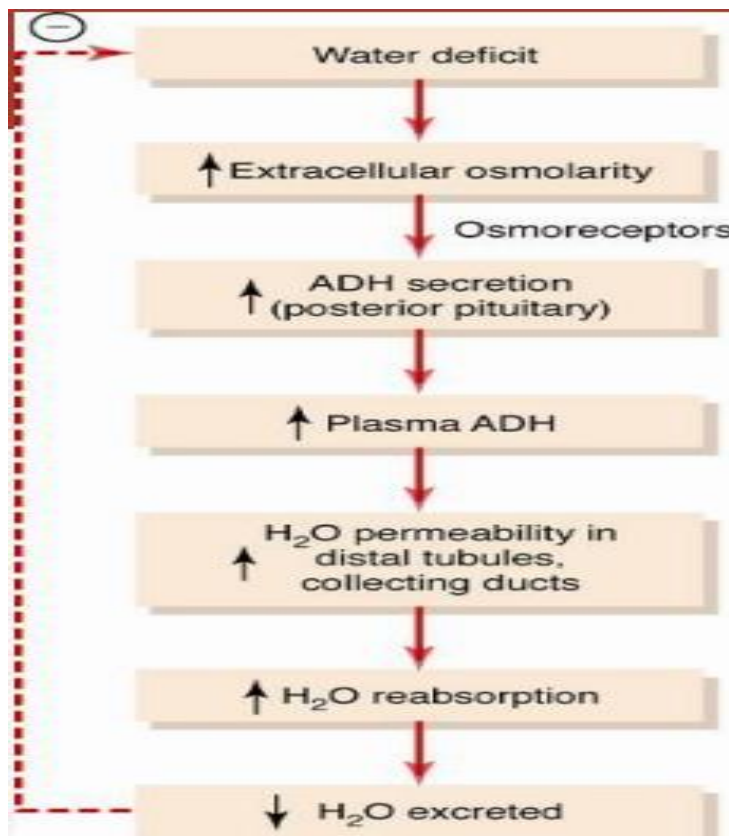 −
Water deficit
↑ Extracellular osmolarity
Osmoreceptors
↑ ADH secretion
(posterior pituitary)
↑ Plasma ADH
↑ H₂O permeability in
distal tubules,
collecting ducts
↑ H₂O reabsorption
↓ H₂O excreted